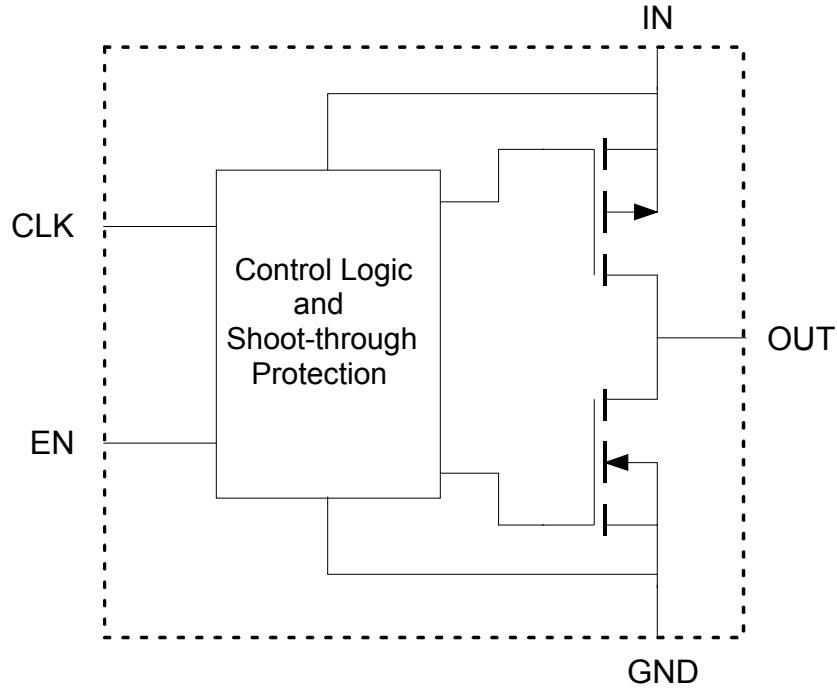 IN
CLK
Control Logic
and
Shoot-through
Protection
OUT
EN
GND